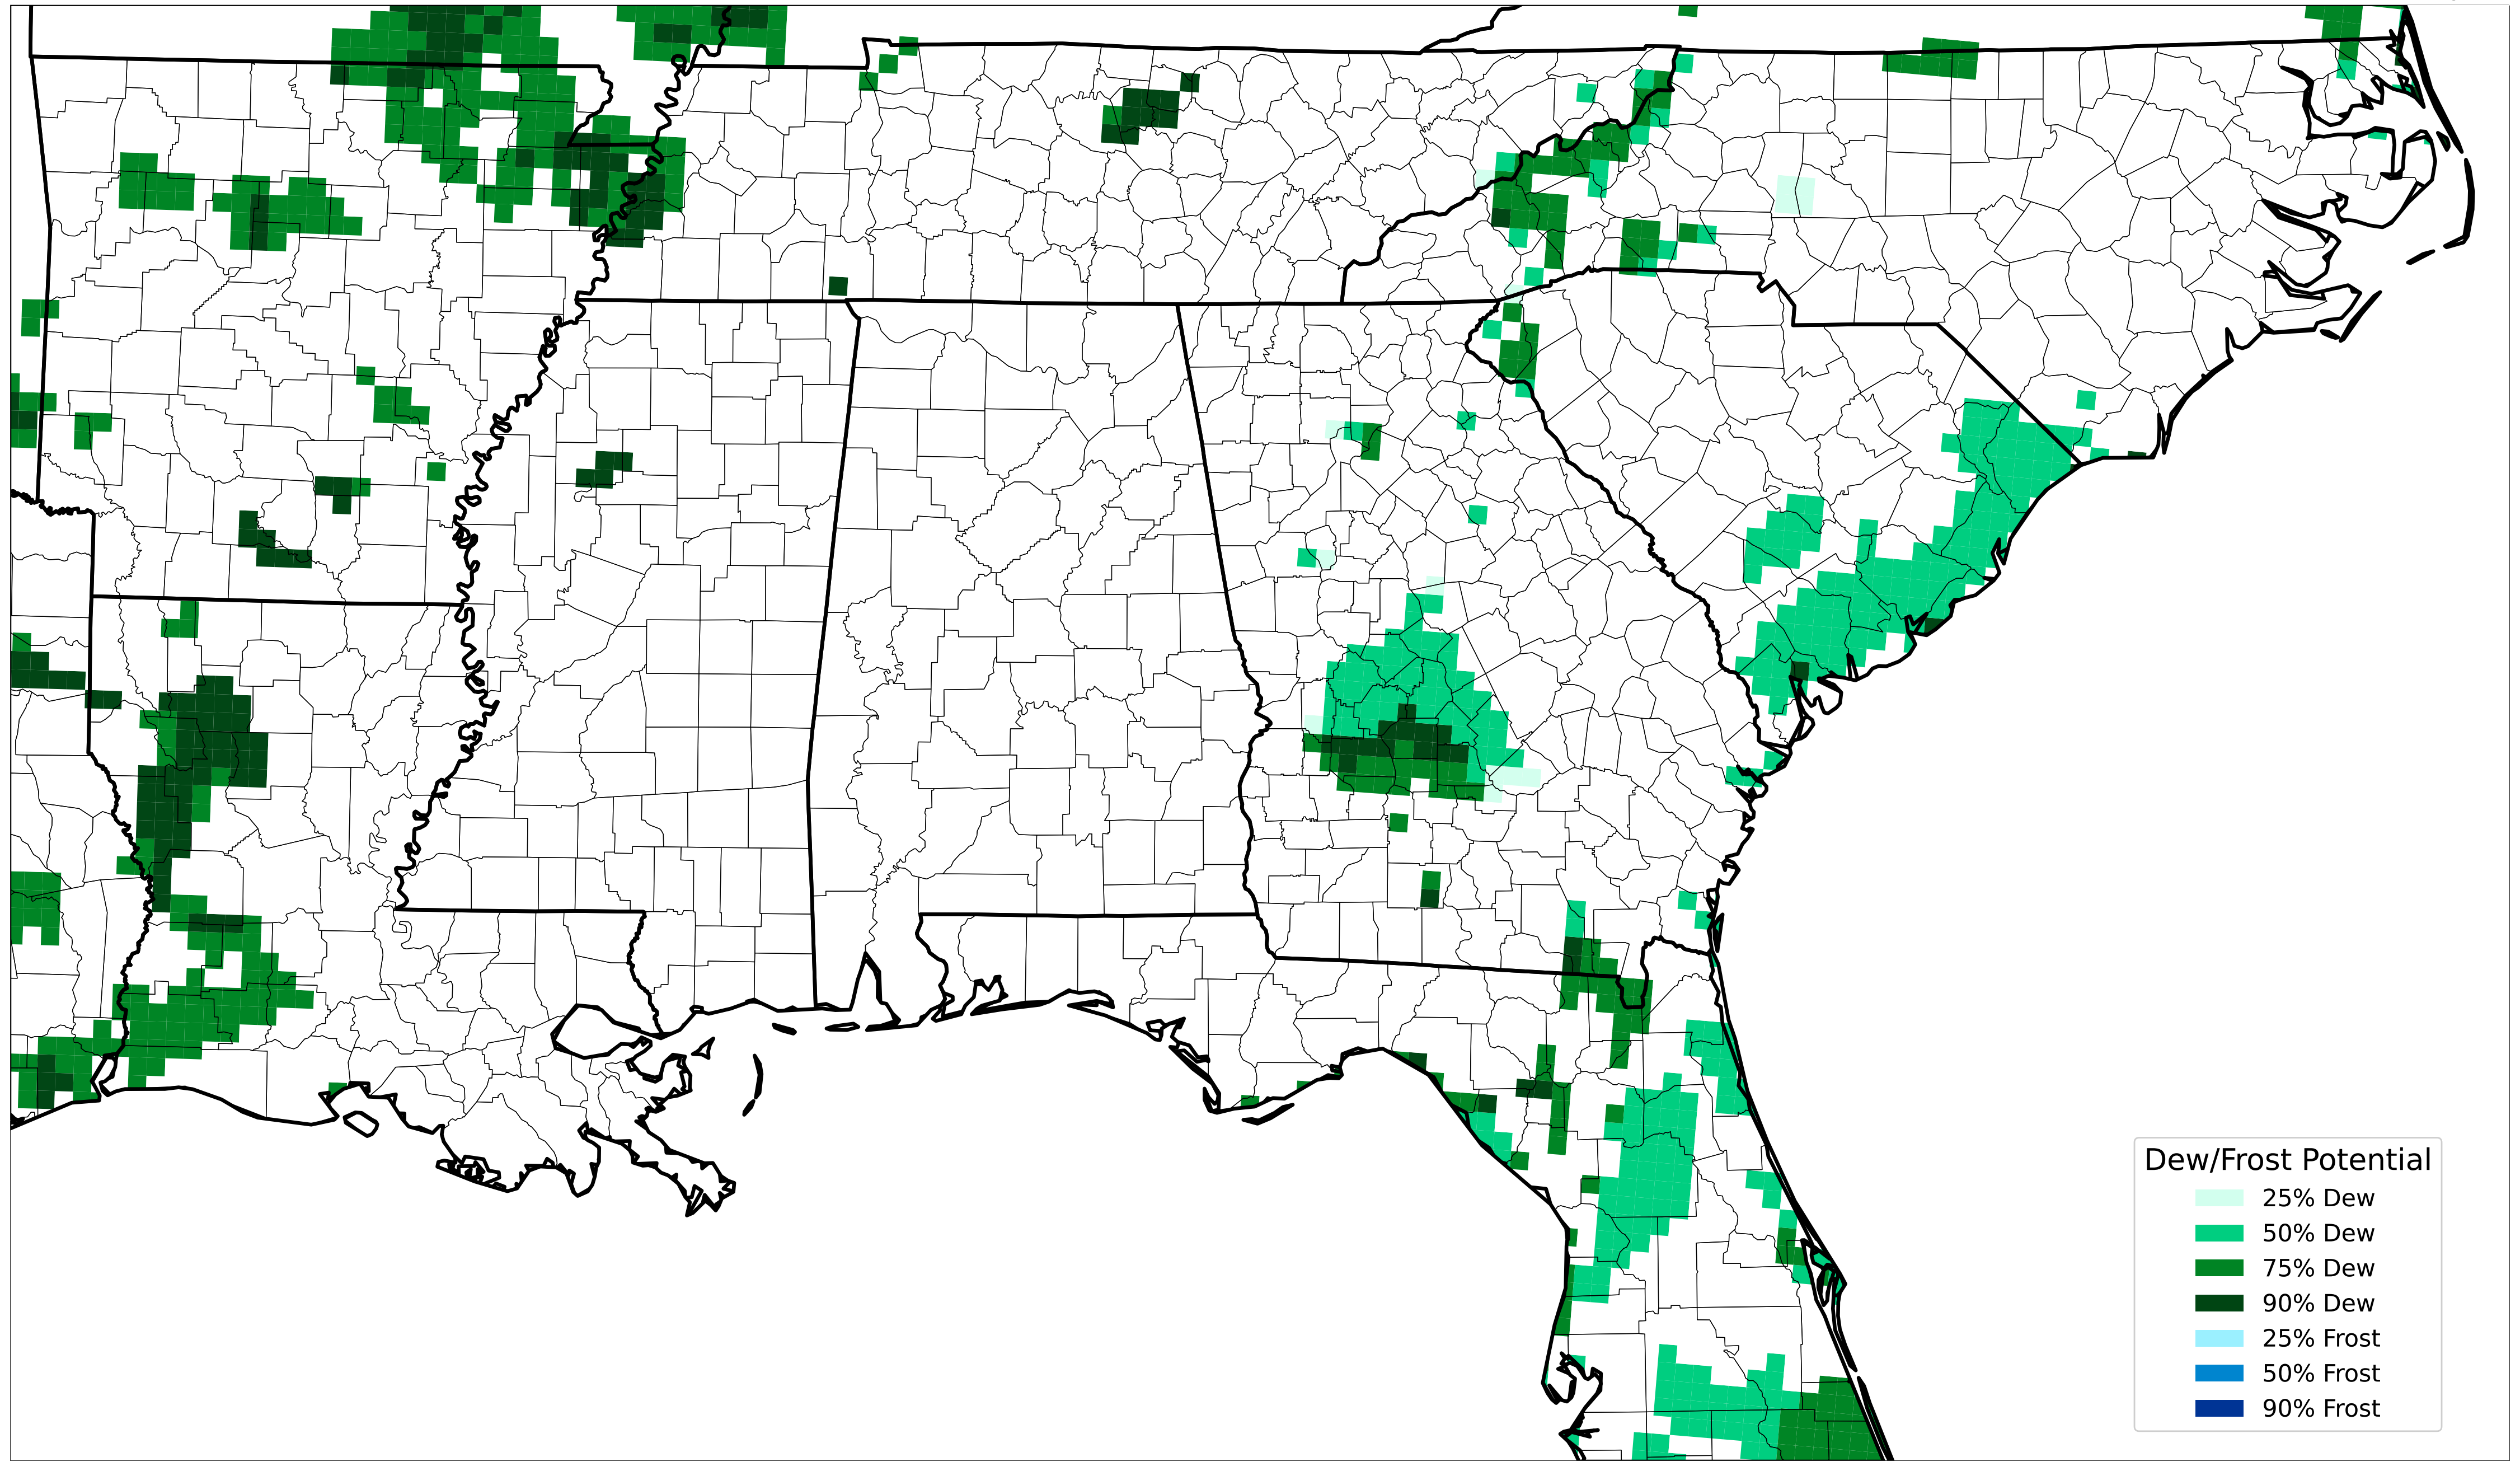 Dew/Frost Potential
25% Dew
50% Dew
75% Dew
90% Dew
25% Frost
50% Frost
90% Frost